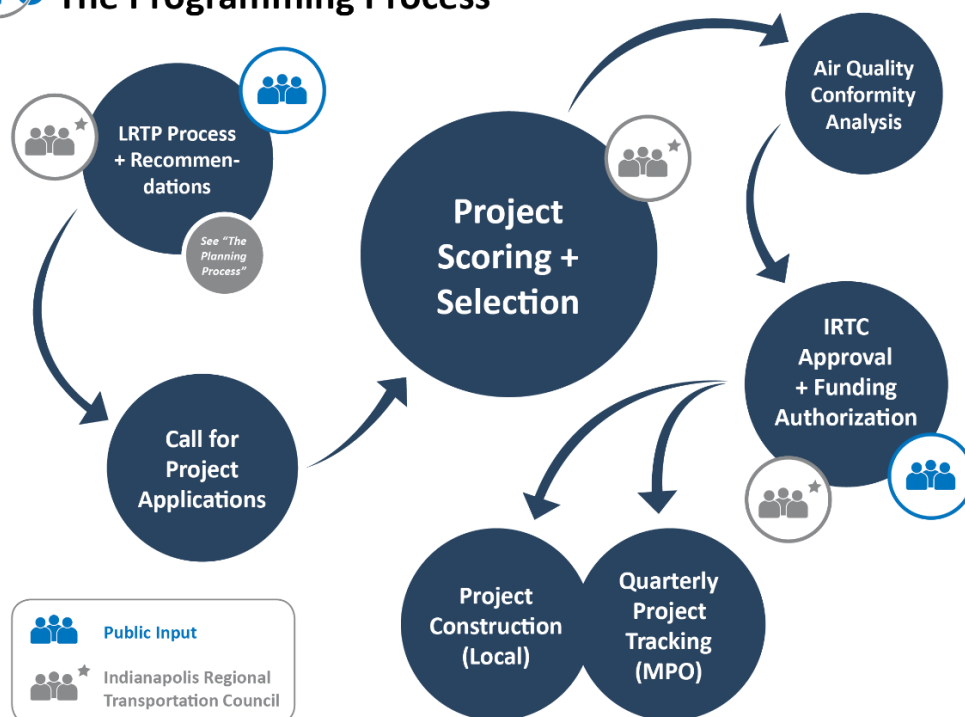 The Programming Process
LRTP Process
+ Recommen-
dations
See "The
Planning
Process"
Call for
Project
Applications
Project
Scoring +
Selection
Air Quality
Conformity
Analysis
IRTC
Approval
+ Funding
Authorization
Project
Construction
(Local)
Quarterly
Project
Tracking
(MPO)
Public Input
Indianapolis Regional
Transportation Council